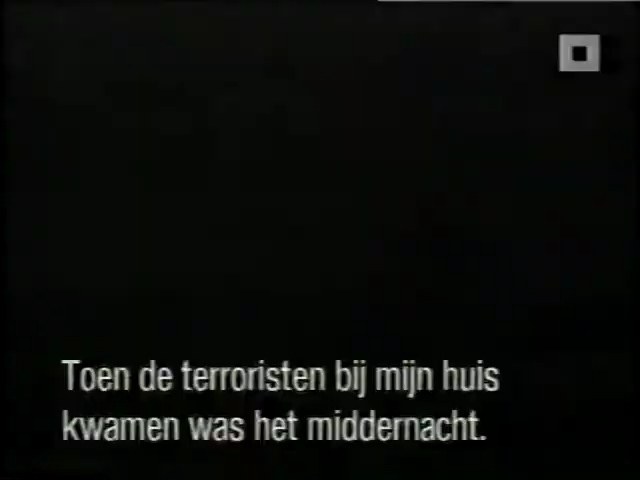 Toen de terroristen bij mijn huis
kwamen was het middernacht.